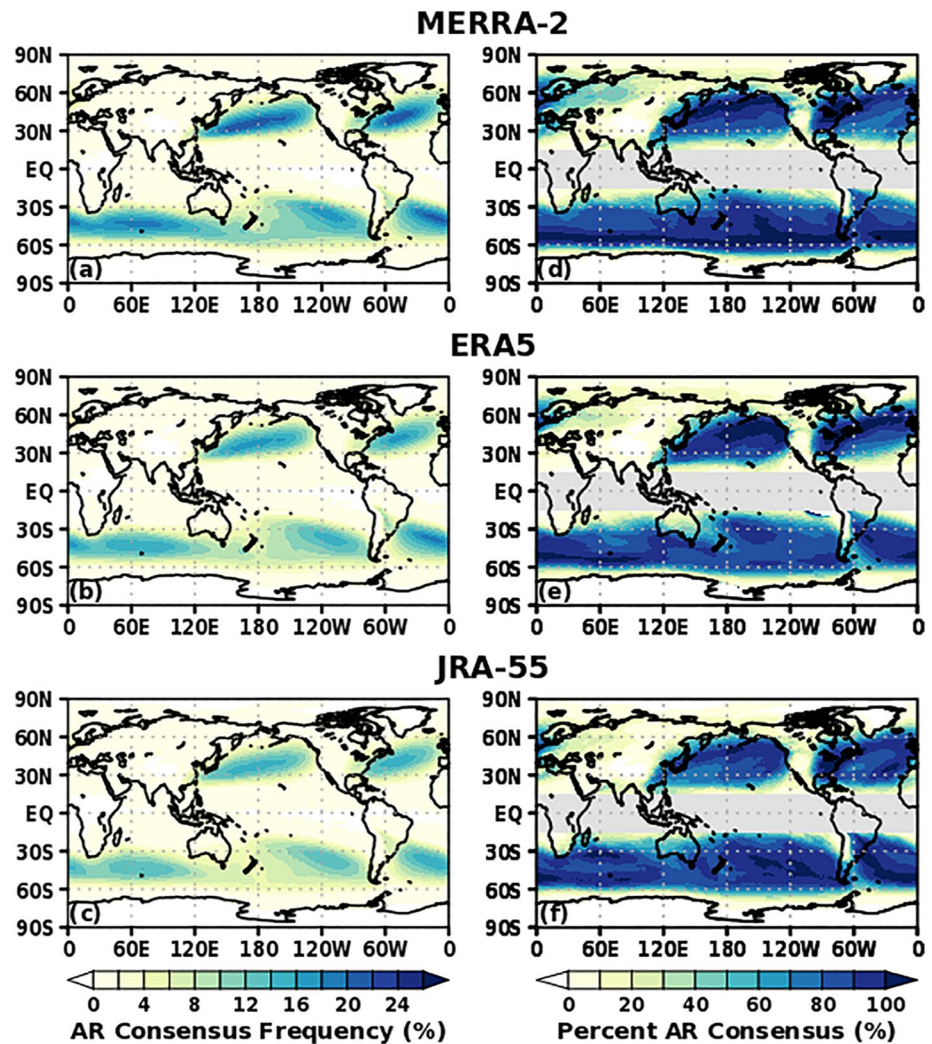 MERRA-2
90N 90N
60N 60N
30N 30N
EQ EQ
30S 30S
60S 60S
90S (a) 90S (d)
0 60E 120E 180 120W 60W 0 0 60E 120E 180 120W 60W 0
ERA5
90N 90N
60N 60N
30N 30N
EQ EQ
30S 30S
60S 60S
90S (b) 90S (e)
0 60E 120E 180 120W 60W 0 0 60E 120E 180 120W 60W 0
JRA-55
90N 90N
60N 60N
30N 30N
EQ EQ
30S 30S
60S 60S
90S (c) 90S (f)
0 60E 120E 180 120W 60W 0 0 60E 120E 180 120W 60W 0
0 4 8 12 16 20 24 0 20 40 60 80 100
AR Consensus Frequency (%) Percent AR Consensus (%)